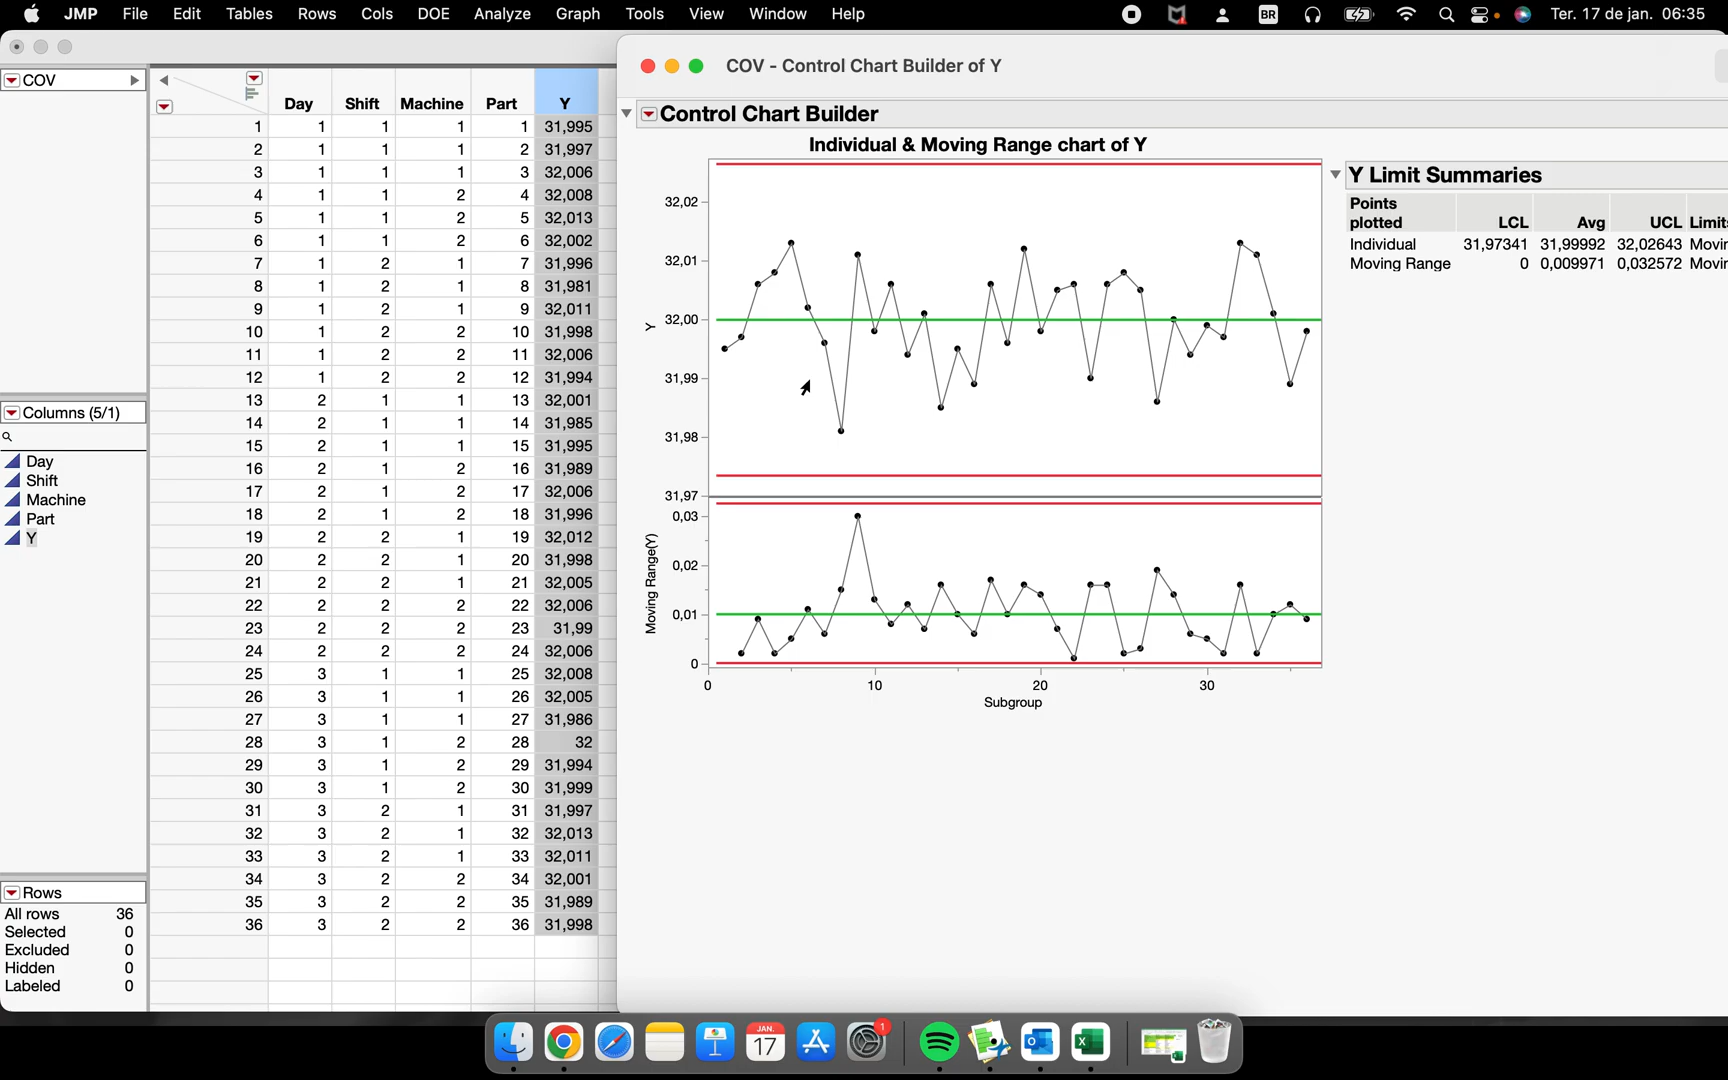 JMP File Edit Tables Rows Cols DOE Analyze Graph Tools View Window Help BR Ter. 17 de jan. 06:35
COV
COV - Control Chart Builder of Y
Day Shift Machine Part Y
1 1 1 1 1 31,995
2 1 1 1 2 31,997
3 1 1 1 3 32,006
4 1 1 2 4 32,008
5 1 1 2 5 32,013
6 1 1 2 6 32,002
7 1 2 1 7 31,996
8 1 2 1 8 31,981
9 1 2 1 9 32,011
10 1 2 2 10 31,998
11 1 2 2 11 32,006
12 1 2 2 12 31,994
13 2 1 1 13 32,001
14 2 1 1 14 31,985
15 2 1 1 15 31,995
16 2 1 2 16 31,989
17 2 1 2 17 32,006
18 2 1 2 18 31,996
19 2 2 1 19 32,012
20 2 2 1 20 31,998
21 2 2 1 21 32,005
22 2 2 2 22 32,006
23 2 2 2 23 31,99
24 2 2 2 24 32,006
25 3 1 1 25 32,008
26 3 1 1 26 32,005
27 3 1 1 27 31,986
28 3 1 2 28 32
29 3 1 2 29 31,994
30 3 1 2 30 31,999
31 3 2 1 31 31,997
32 3 2 1 32 32,013
33 3 2 1 33 32,011
34 3 2 2 34 32,001
35 3 2 2 35 31,989
36 3 2 2 36 31,998
Columns (5/1)
Day
Shift
Machine
Part
Y
Rows
All rows 36
Selected 0
Excluded 0
Hidden 0
Labeled 0
Control Chart Builder
Individual & Moving Range chart of Y
32,02
32,01
32,00
31,99
31,98
31,97
Y
0,03
0,02
0,01
0
Moving Range(Y)
0 10 20 30
Subgroup
Y Limit Summaries
Points
plotted LCL Avg UCL Limits
Individual 31,97341 31,99992 32,02643 Movin
Moving Range 0 0,009971 0,032572 Movin
JAN.
17
1